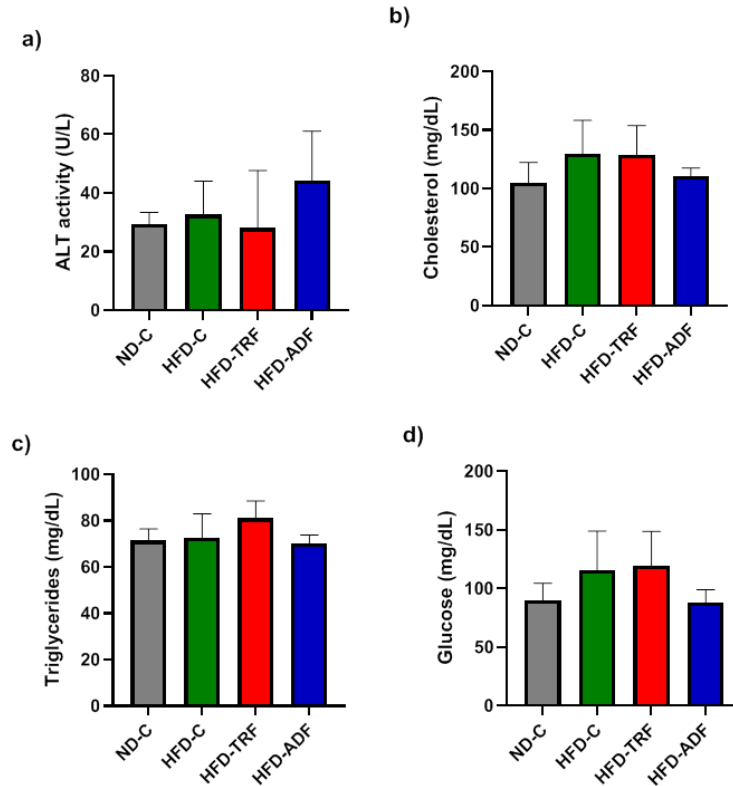 a)
ALT activity (U/L)
80
60
40
20
0
ND-C
HFD-C
HFD-TRF
HFD-ADF
b)
Cholesterol (mg/dL)
200
150
100
50
0
ND-C
HFD-C
HFD-TRF
HFD-ADF
c)
Triglycerides (mg/dL)
100
80
60
40
20
0
ND-C
HFD-C
HFD-TRF
HFD-ADF
d)
Glucose (mg/dL)
200
150
100
50
0
ND-C
HFD-C
HFD-TRF
HFD-ADF